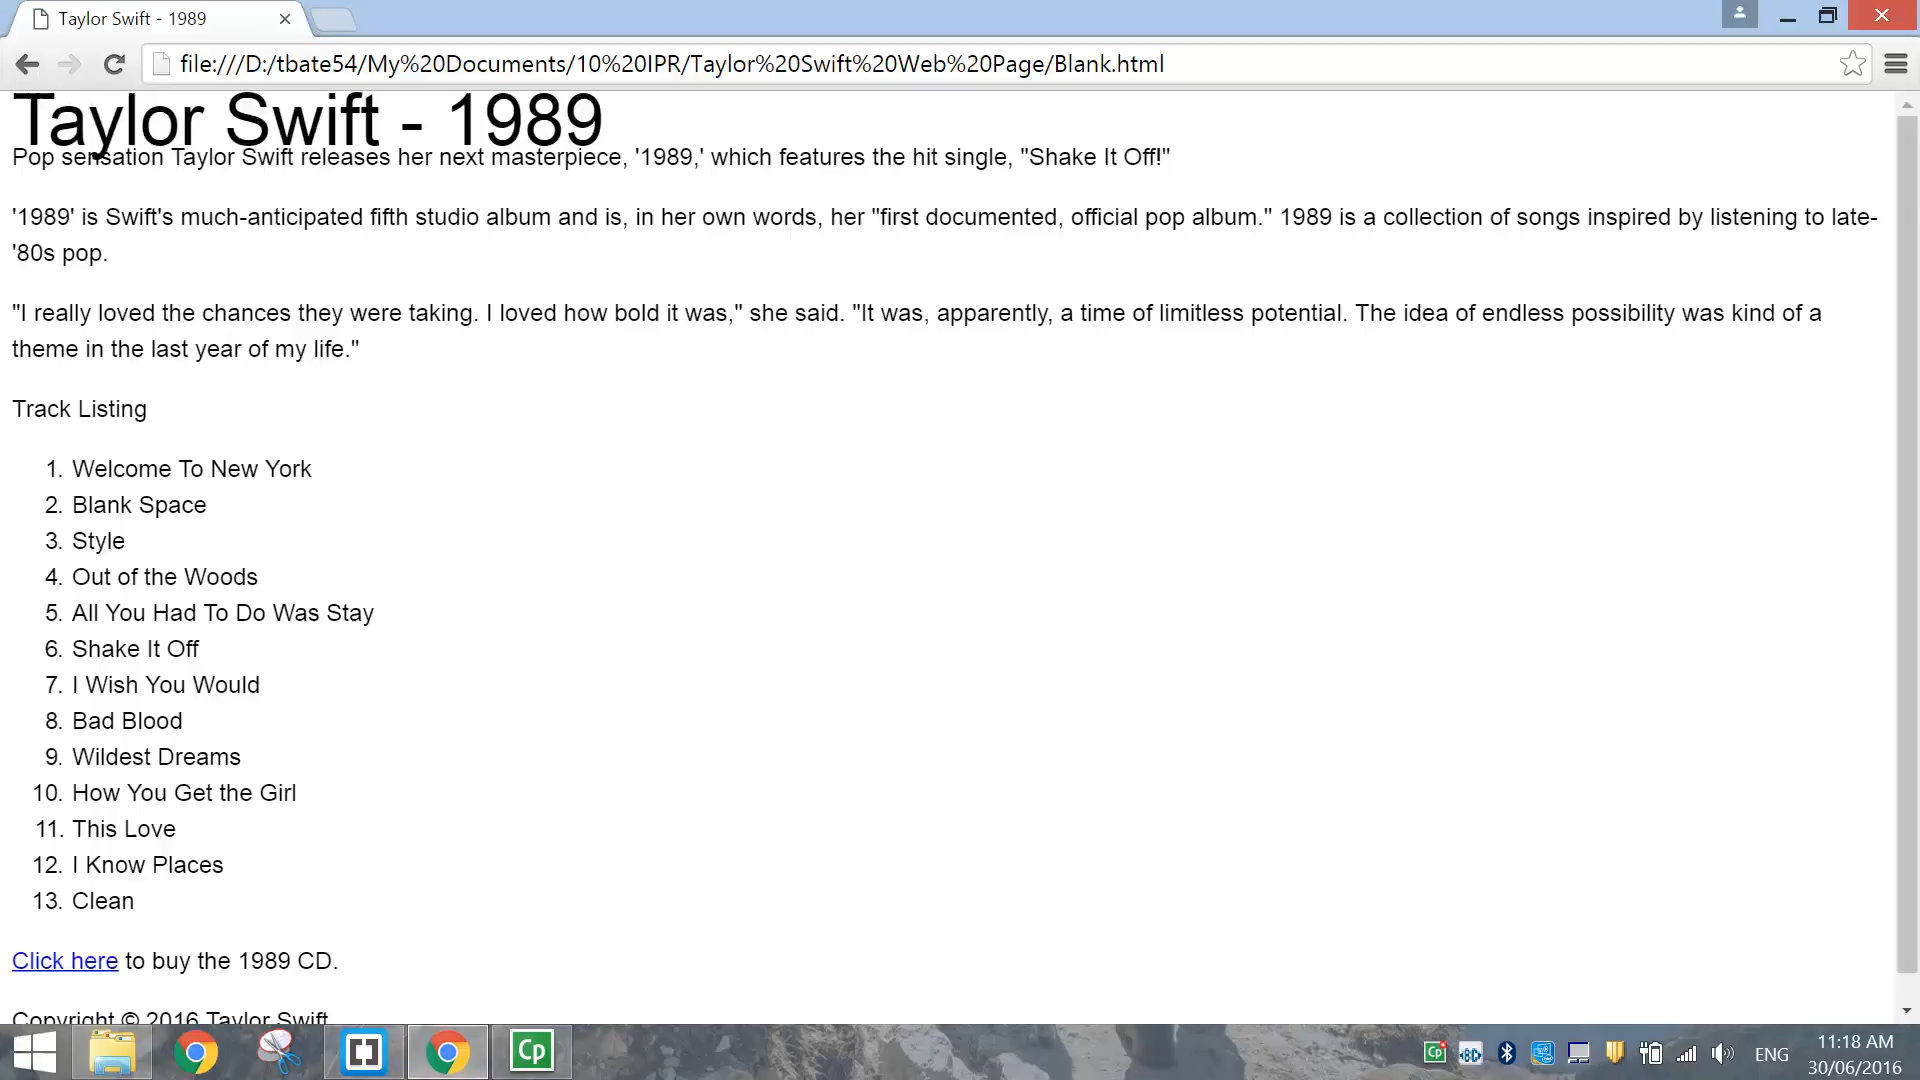 Taylor Swift - 1989
file:///D:/tbate54/My%20Documents/10%20IPR/Taylor%20Swift%20Web%20Page/Blank.html
Taylor Swift - 1989
Pop sensation Taylor Swift releases her next masterpiece, '1989,' which features the hit single, "Shake It Off!"
'1989' is Swift's much-anticipated fifth studio album and is, in her own words, her "first documented, official pop album." 1989 is a collection of songs inspired by listening to late-
'80s pop.
"I really loved the chances they were taking. I loved how bold it was," she said. "It was, apparently, a time of limitless potential. The idea of endless possibility was kind of a
theme in the last year of my life."
Track Listing
1. Welcome To New York
2. Blank Space
3. Style
4. Out of the Woods
5. All You Had To Do Was Stay
6. Shake It Off
7. I Wish You Would
8. Bad Blood
9. Wildest Dreams
10. How You Get the Girl
11. This Love
12. I Know Places
13. Clean
Click here to buy the 1989 CD.
Copyright © 2016 Taylor Swift
Cp
Cp
ENG
11:18 AM
30/06/2016